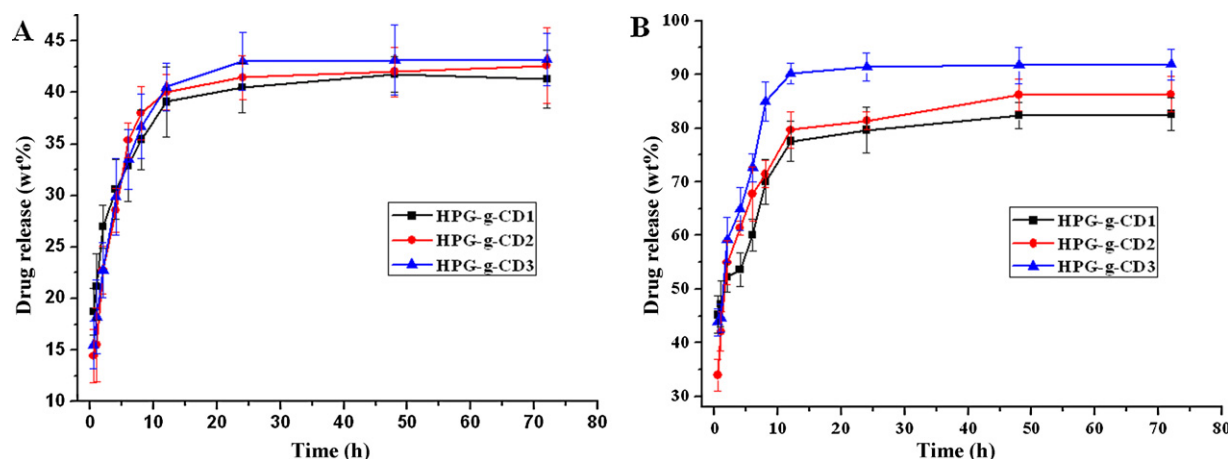 A
Drug release (wt%)
45
40
35
30
25
20
15
10
HPG-g-CD1
HPG-g-CD2
HPG-g-CD3
0 10 20 30 40 50 60 70 80
Time (h)
B
Drug release (wt%)
100
90
80
70
60
50
40
30
HPG-g-CD1
HPG-g-CD2
HPG-g-CD3
0 10 20 30 40 50 60 70 80
Time (h)